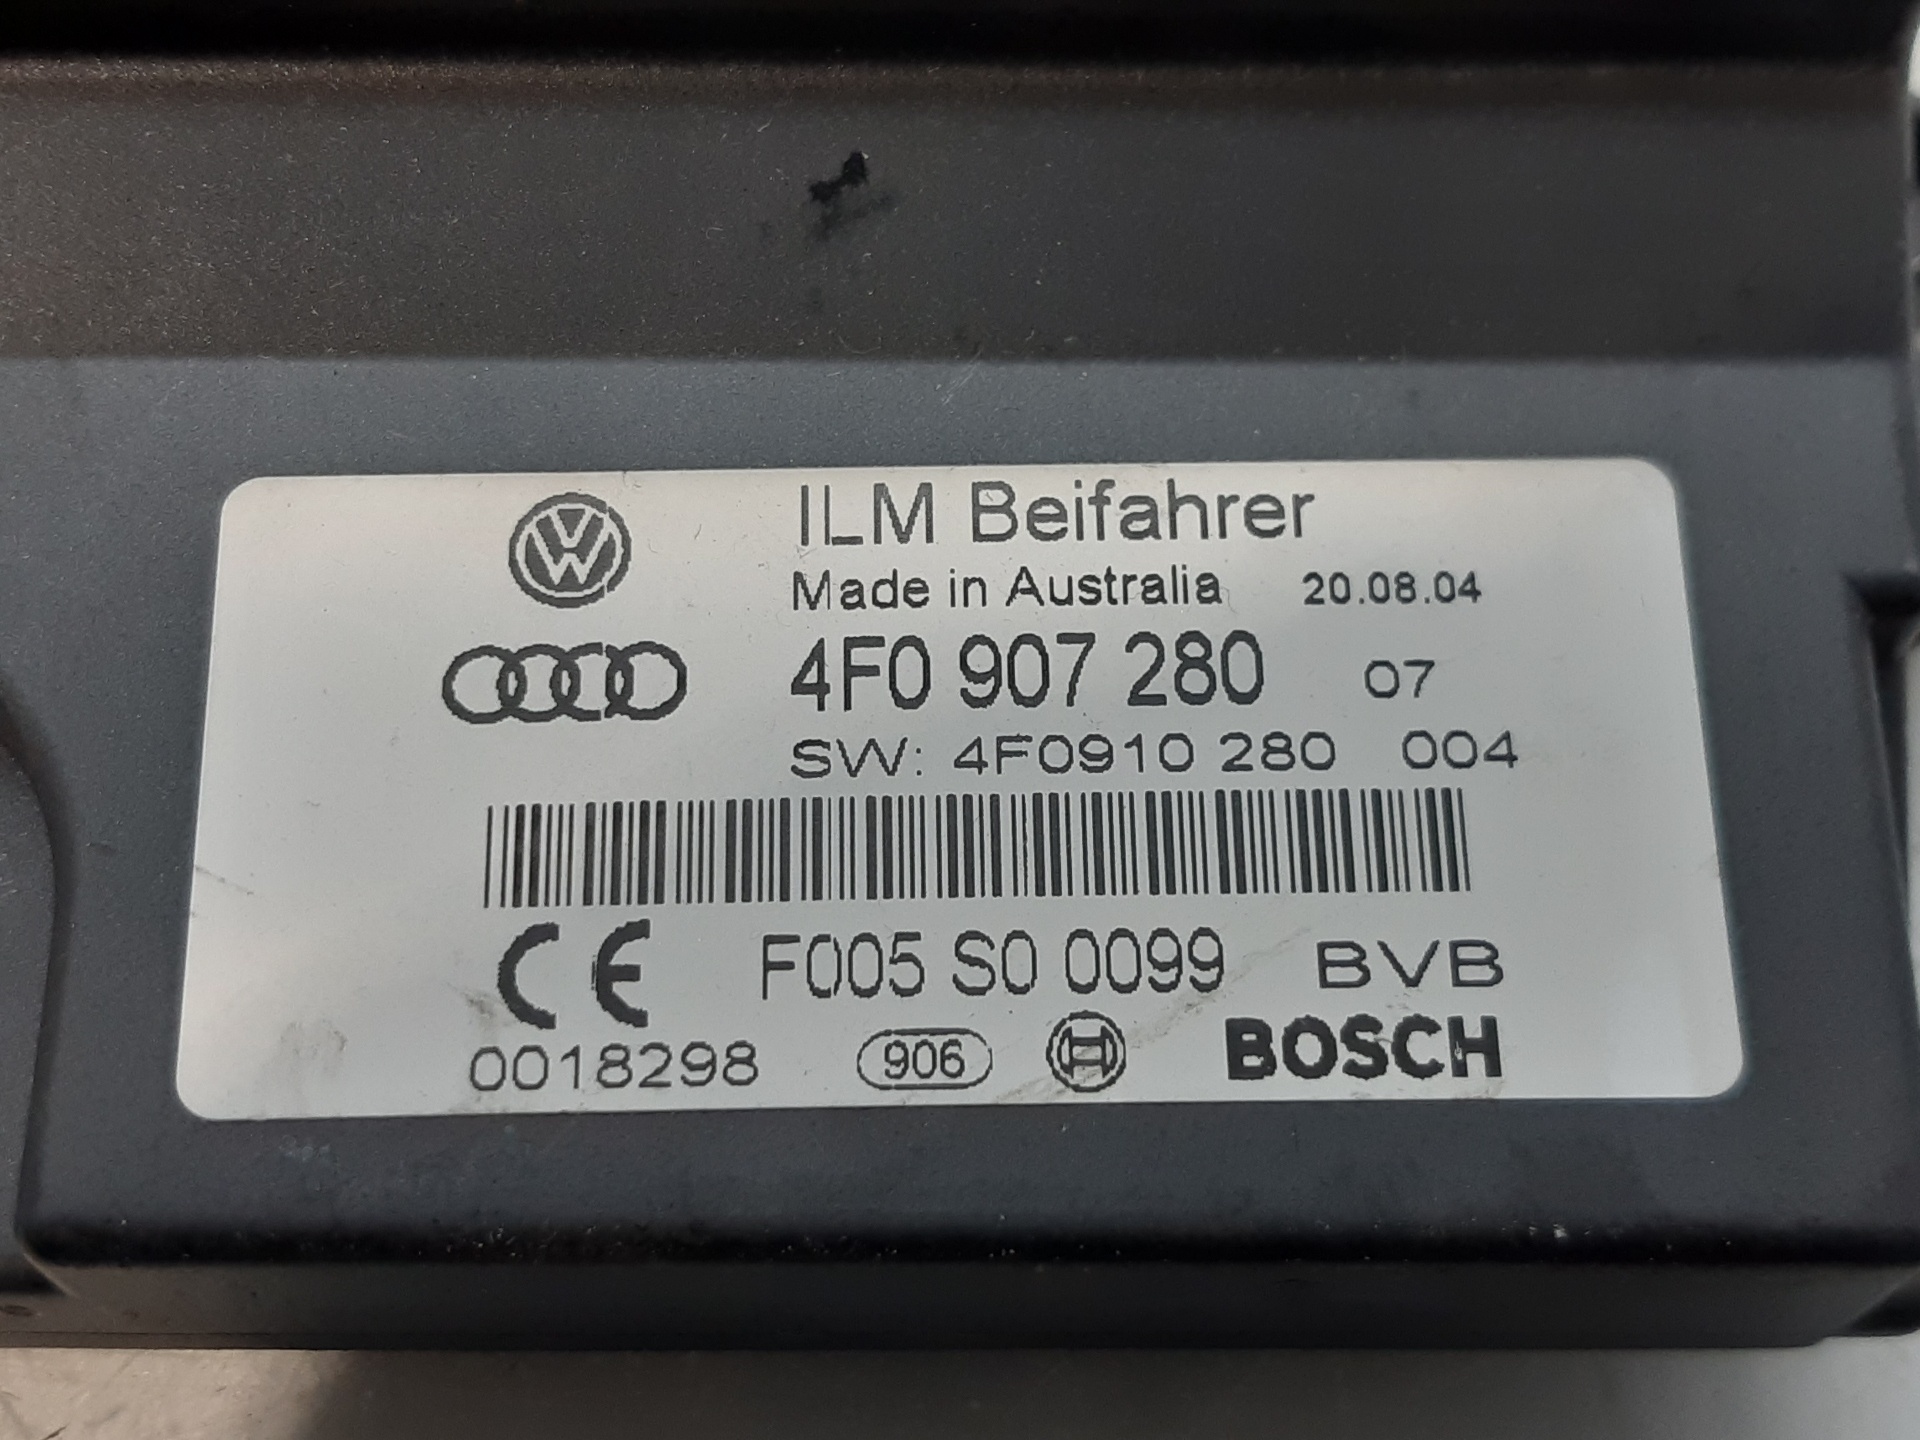 ILM Beifahrer
Made in Australia 20.08.04
4F0 907 280 07
SW: 4F0910 280 004
CE F005 S0 0099 BVB
0018298 906 BOSCH